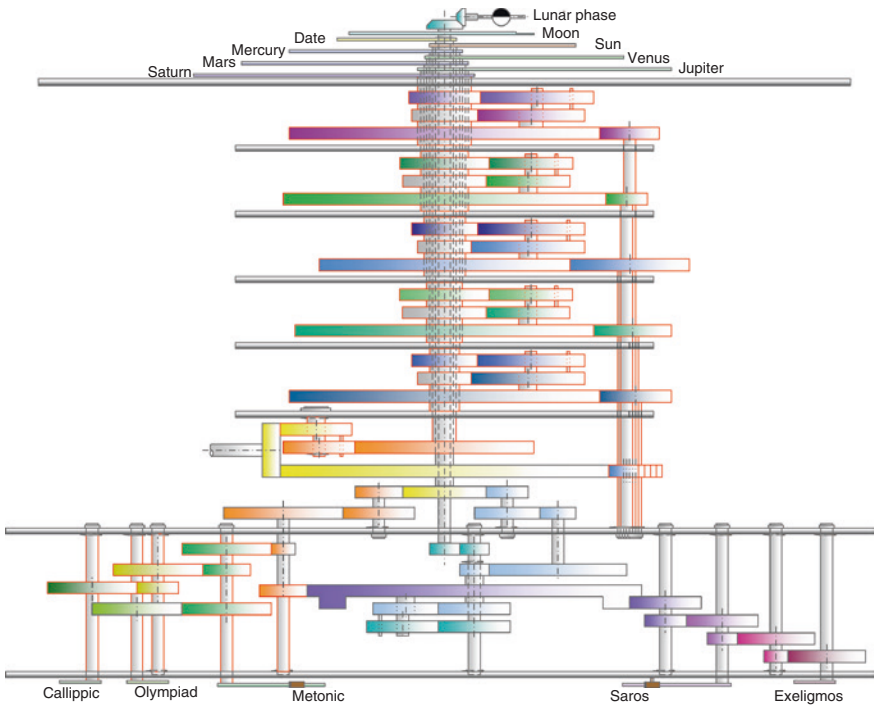 Lunar phase
Moon
Date
Sun
Mercury
Venus
Mars
Jupiter
Saturn
Callippic
Olympiad
Metonic
Saros
Exeligmos